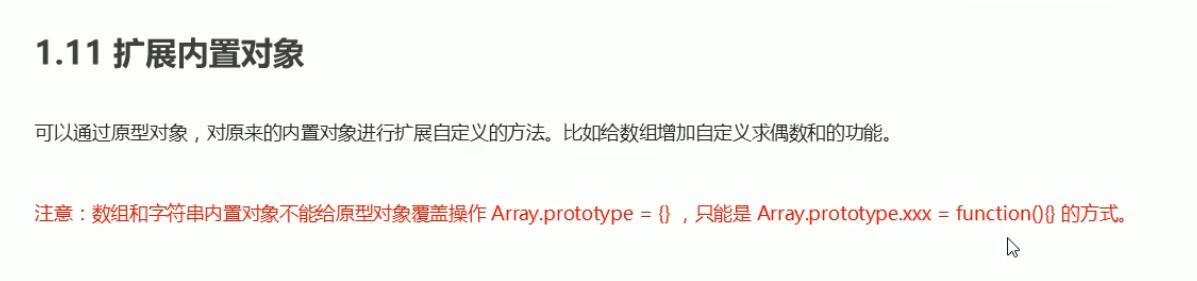 1.11 扩展内置对象
可以通过原型对象，对原来的内置对象进行扩展自定义的方法。比如给数组增加自定义求偶数和的功能。
注意：数组和字符串内置对象不能给原型对象覆盖操作 Array.prototype = {} ，只能是 Array.prototype.xxx = function(){} 的方式。